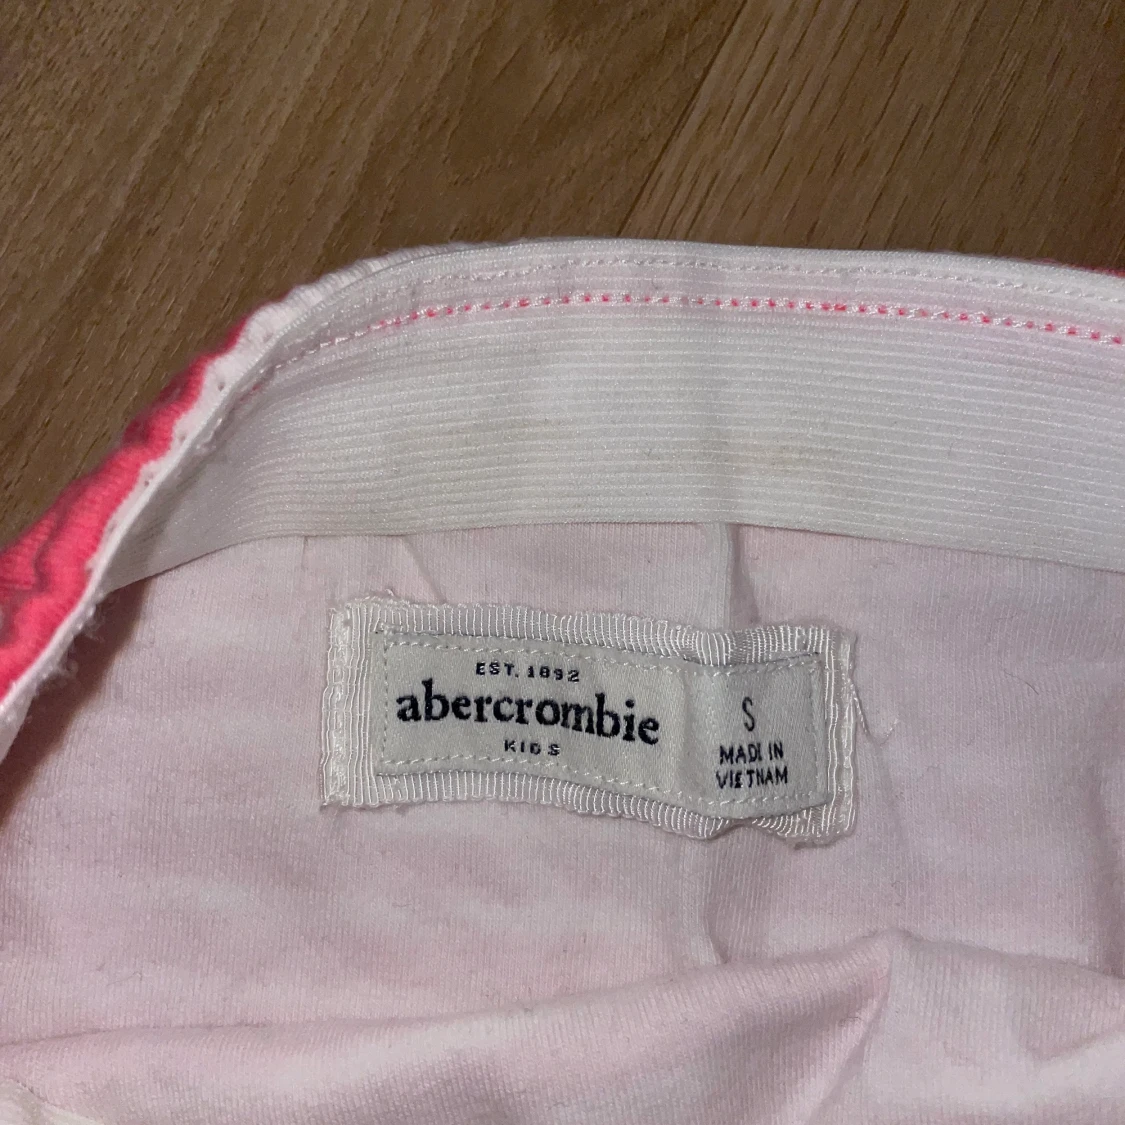 EST. 1892
abercrombie
KIDS
S
MADE IN
VIETNAM